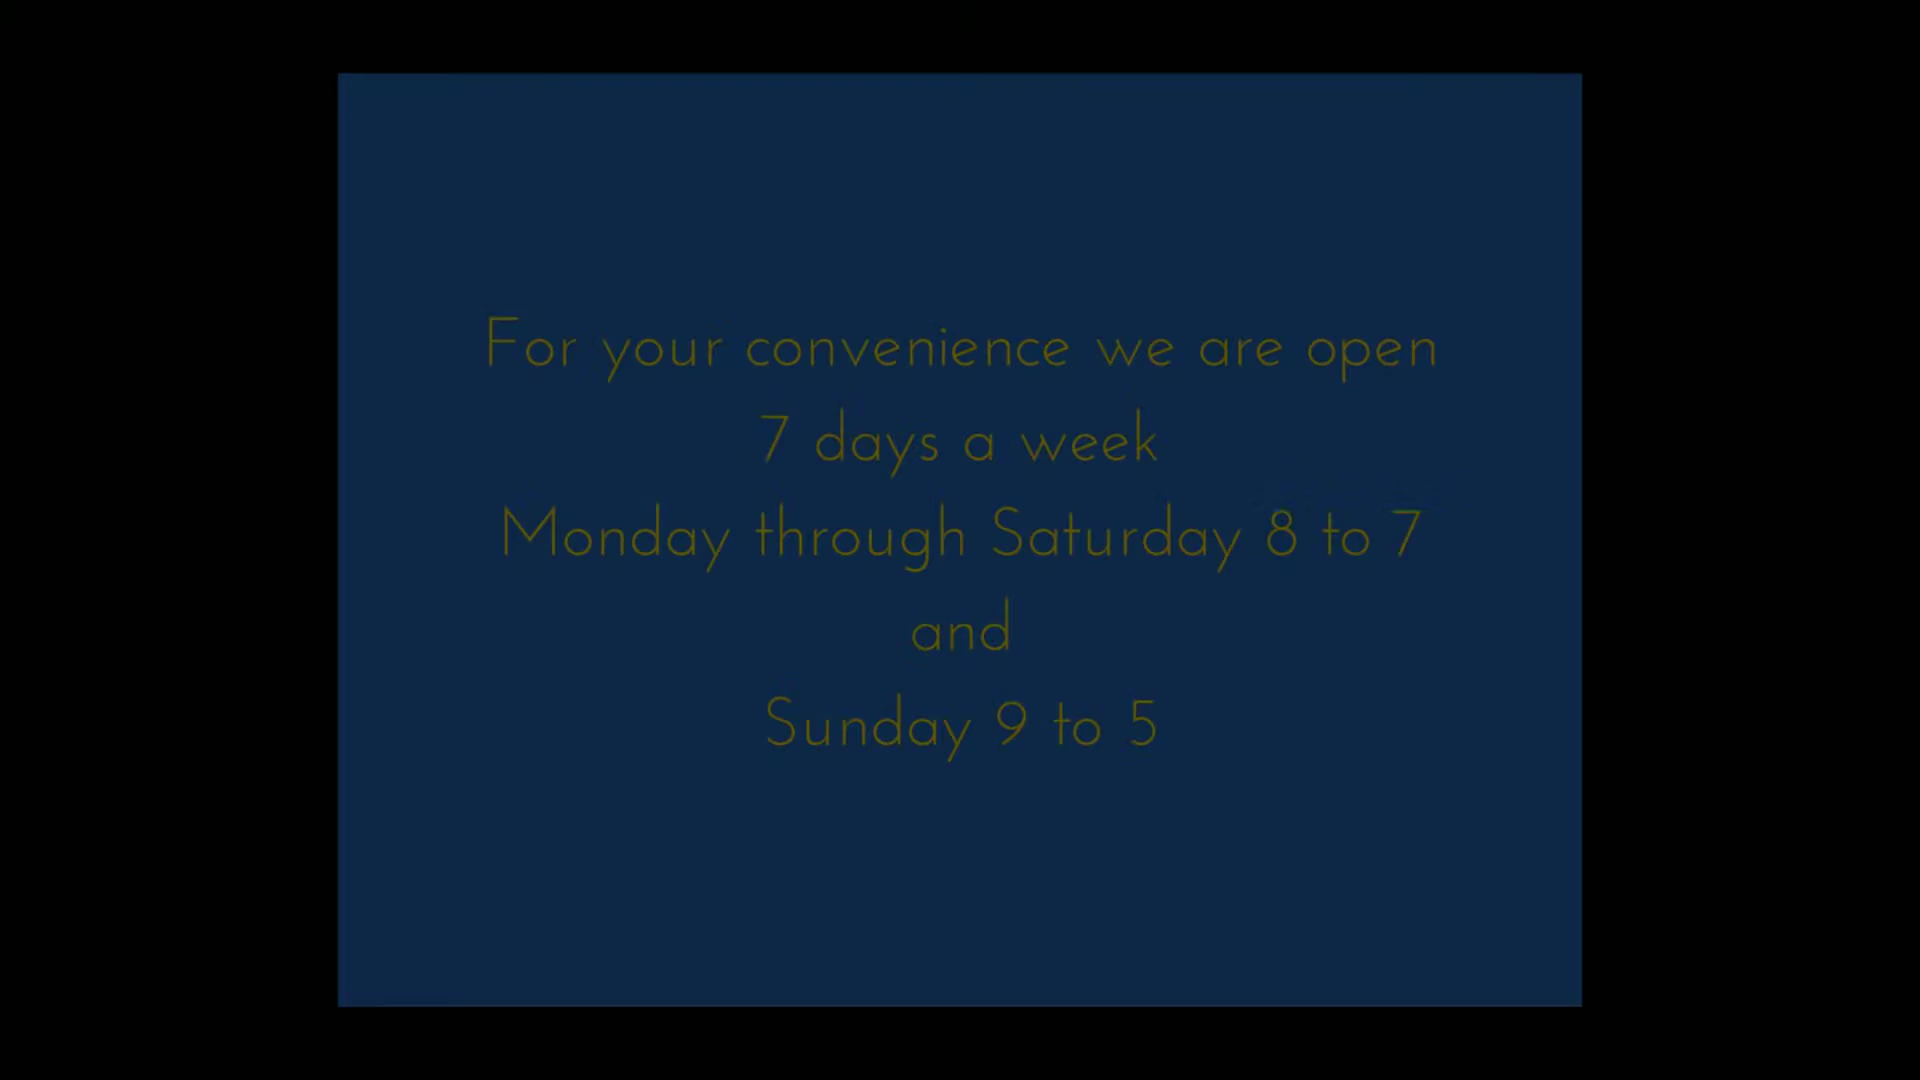 For your convenience we are open
7 days a week
Monday through Saturday 8 to 7
and
Sunday 9 to 5